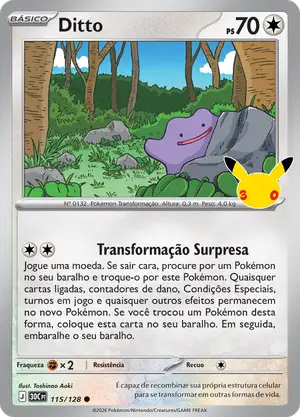 BÁSICO
Ditto
PS 70
Nº 0132 Pokémon Transformação Altura: 0,3 m Peso: 4,0 kg
30
Transformação Surpresa
Jogue uma moeda. Se sair cara, procure por um Pokémon
no seu baralho e troque-o por este Pokémon. Quaisquer
cartas ligadas, contadores de dano, Condições Especiais,
turnos em jogo e quaisquer outros efeitos permanecem
no novo Pokémon. Se você trocou um Pokémon desta
forma, coloque esta carta no seu baralho. Em seguida,
embaralhe o seu baralho.
Fraqueza ×2 Resistência Recuo
Ilust. Toshinao Aoki
J 30C PT 115/128
É capaz de recombinar sua própria estrutura celular
para se transformar em outras formas de vida.
©2026 Pokémon/Nintendo/Creatures/GAME FREAK